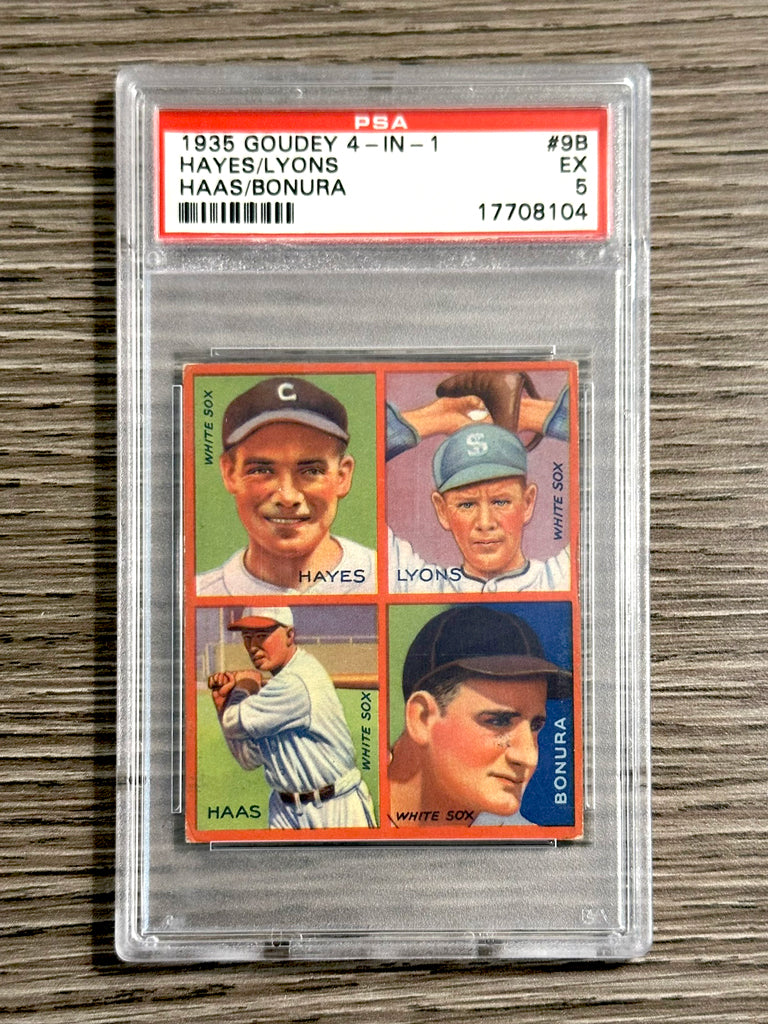 PSA
1935 GOUDEY 4-IN-1 #9B
HAYES/LYONS EX
HAAS/BONURA 5
17708104
WHITE SOX
C
HAYES
S
WHITE SOX
LYONS
WHITE SOX
HAAS
BONURA
WHITE SOX